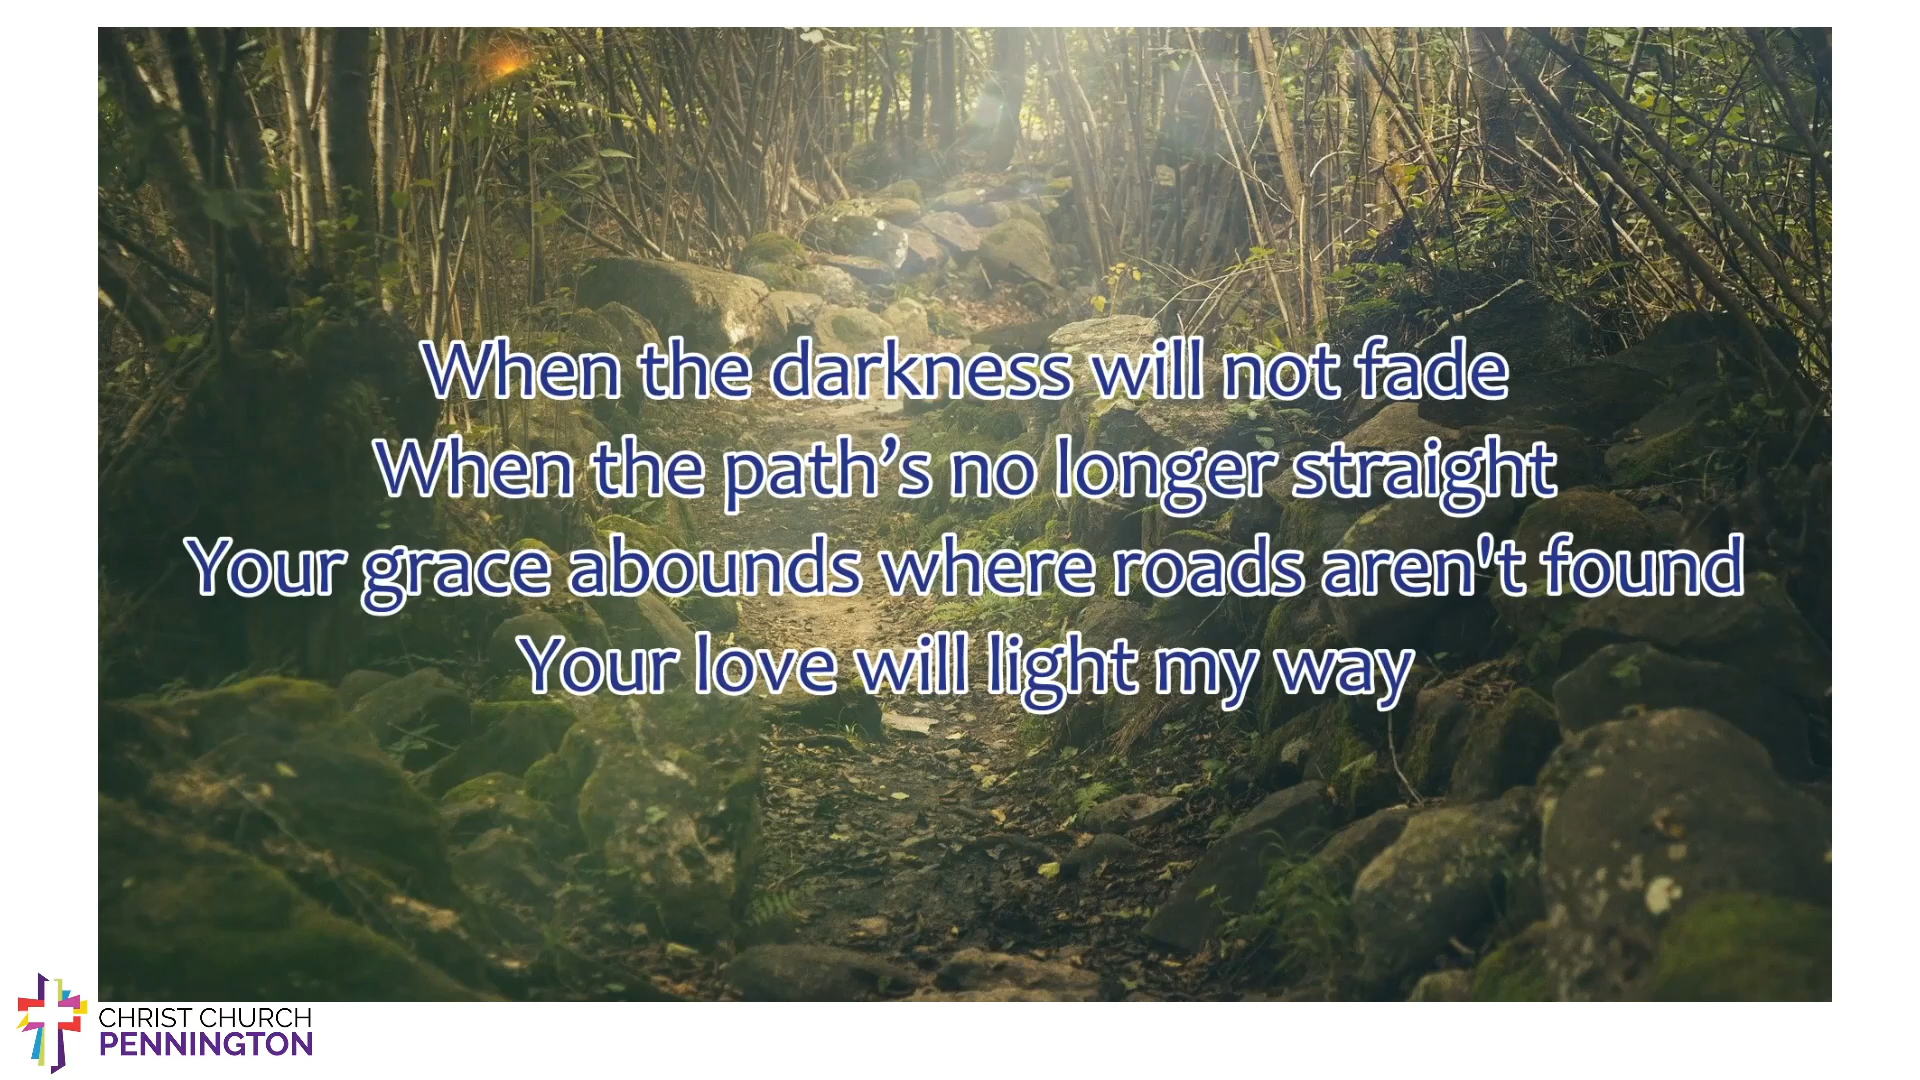 When the darkness will not fade
When the path’s no longer straight
Your grace abounds where roads aren't found
Your love will light my way
CHRIST CHURCH
PENNINGTON